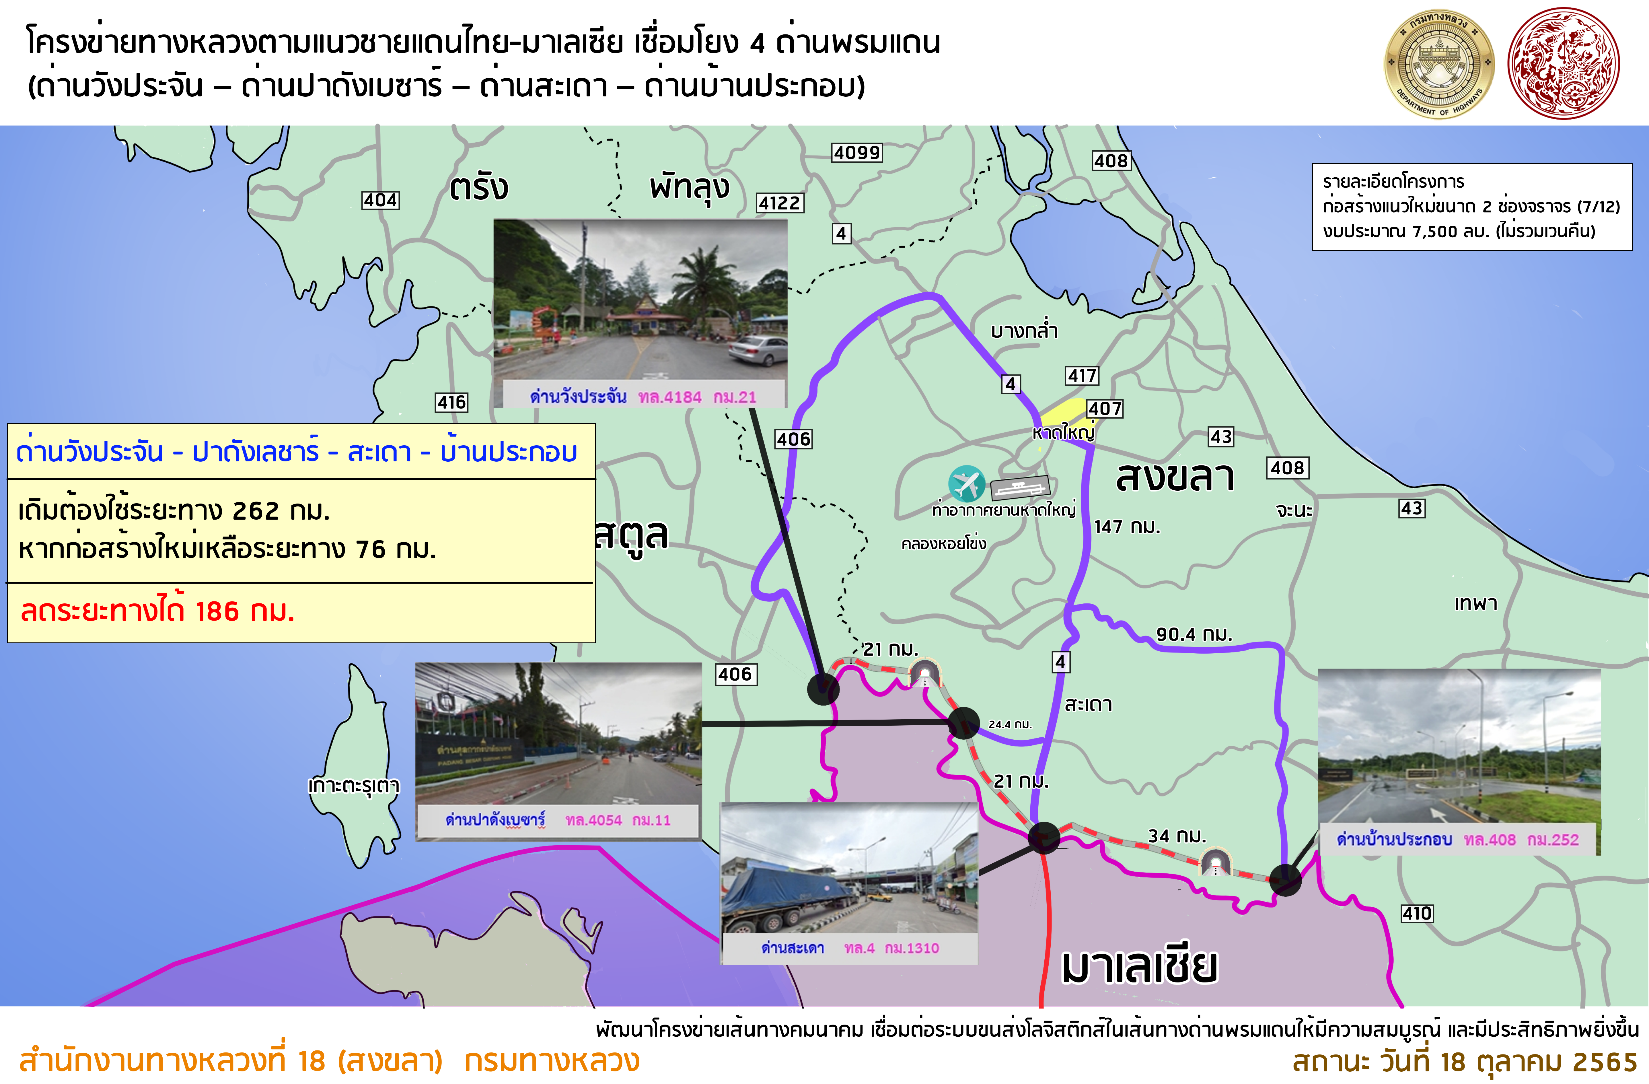 โครงข่ายทางหลวงตามแนวชายแดนไทย-มาเลเซีย เชื่อมโยง 4 ด่านพรมแดน
(ด่านวังประจัน – ด่านปาดังเบซาร์ – ด่านสะเดา – ด่านบ้านประกอบ)
กรมทางหลวง
DEPARTMENT OF HIGHWAYS
รายละเอียดโครงการ
ก่อสร้างแนวใหม่ขนาด 2 ช่องจราจร (7/12)
งบประมาณ 7,500 ลบ. (ไม่รวมเวนคืน)
4099
408
404
ตรัง
พัทลุง
4122
4
บางกล่ำ
4
417
407
416
ด่านวังประจัน ทล.4184 กม.21
406
หาดใหญ่
43
408
สงขลา
43
จะนะ
ท่าอากาศยานหาดใหญ่
147 กม.
คลองหอยโข่ง
ด่านวังประจัน - ปาดังเลซาร์ - สะเดา - บ้านประกอบ
เดิมต้องใช้ระยะทาง 262 กม.
หากก่อสร้างใหม่เหลือระยะทาง 76 กม.
ลดระยะทางได้ 186 กม.
สตูล
เทพา
90.4 กม.
21 กม.
4
406
สะเดา
24.4 กม.
21 กม.
34 กม.
เกาะตะรุเตา
PADANG BESAR CUSTOMS HOUSE
ด่านปาดังเบซาร์ ทล.4054 กม.11
ด่านสะเดา ทล.4 กม.1310
ด่านบ้านประกอบ ทล.408 กม.252
410
มาเลเซีย
พัฒนาโครงข่ายเส้นทางคมนาคม เชื่อมต่อระบบขนส่งโลจิสติกส์ในเส้นทางด่านพรมแดนให้มีความสมบูรณ์ และมีประสิทธิภาพยิ่งขึ้น
สำนักงานทางหลวงที่ 18 (สงขลา) กรมทางหลวง
สถานะ วันที่ 18 ตุลาคม 2565